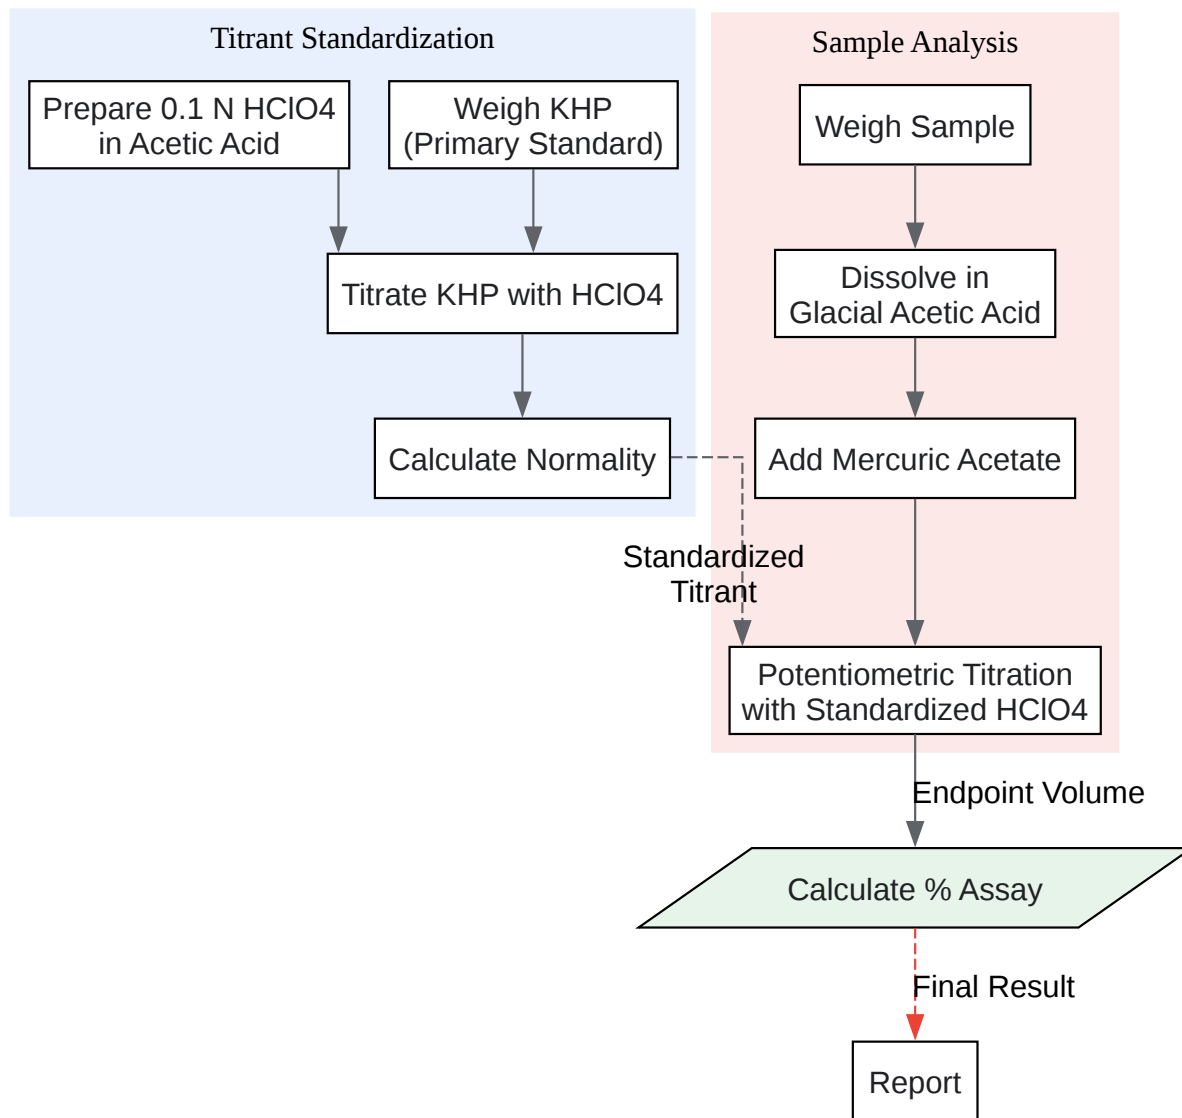 Titrant Standardization
Prepare 0.1 N HClO4
in Acetic Acid
Weigh KHP
(Primary Standard)
Titrate KHP with HClO4
Calculate Normality
Standardized
Titrant
Sample Analysis
Weigh Sample
Dissolve in
Glacial Acetic Acid
Add Mercuric Acetate
Potentiometric Titration
with Standardized HClO4
Endpoint Volume
Calculate % Assay
Final Result
Report